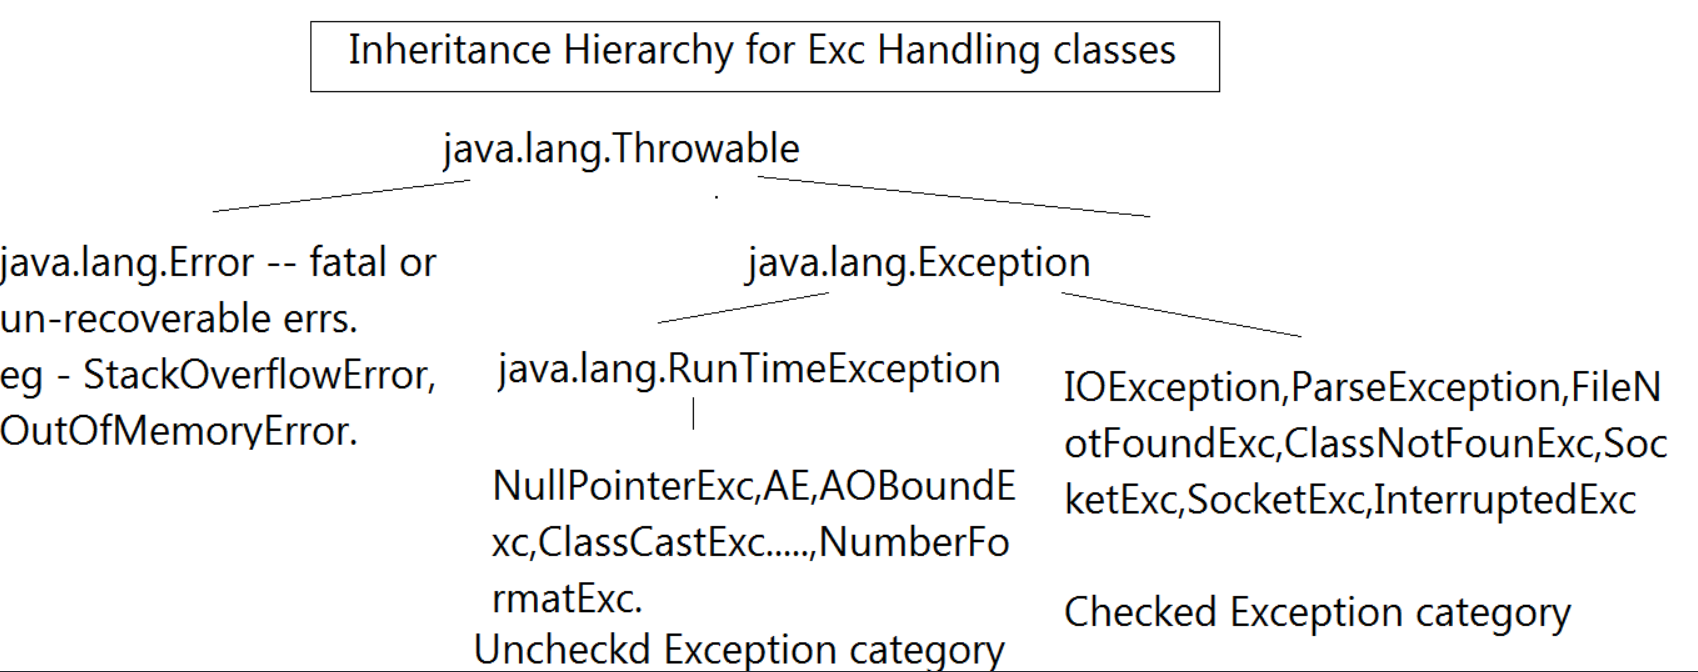 Inheritance Hierarchy for Exc Handling classes
java.lang.Throwable
java.lang.Error -- fatal or
un-recoverable errs.
eg - StackOverflowError,
OutOfMemoryError.
java.lang.Exception
java.lang.RunTimeException
NullPointerExc,AE,AOBoundE
xc,ClassCastExc.....,NumberFo
rmatExc.
Uncheckd Exception category
IOException,ParseException,FileN
otFoundExc,ClassNotFounExc,Soc
ketExc,SocketExc,InterruptedExc
Checked Exception category